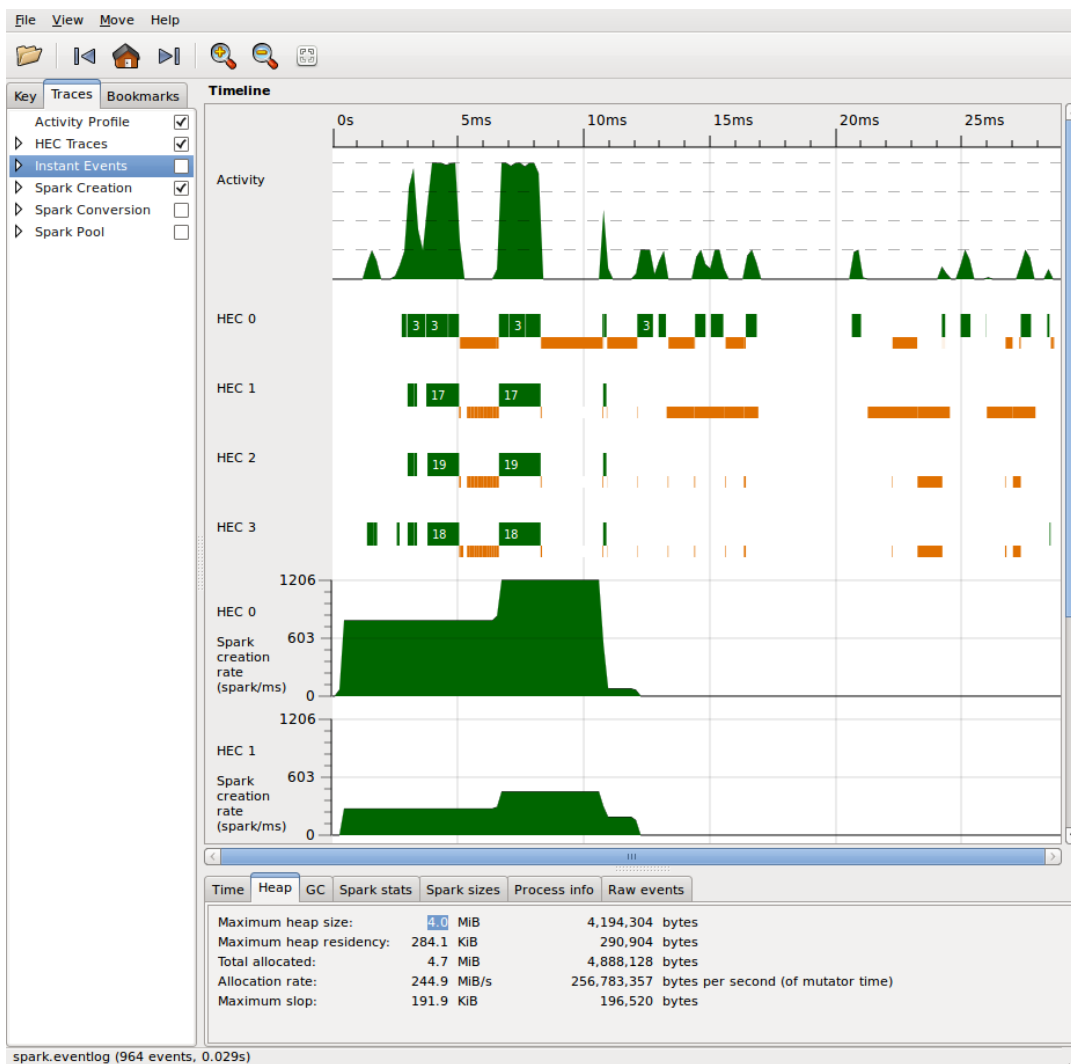 File View Move Help
Key Traces Bookmarks
Activity Profile
HEC Traces
Instant Events
Spark Creation
Spark Conversion
Spark Pool
Timeline
0s 5ms 10ms 15ms 20ms 25ms
Activity
HEC 0
3 3 3 3
HEC 1
17 17
HEC 2
19 19
HEC 3
18 18
1206
HEC 0
603
Spark
creation
rate
(spark/ms)
0
1206
HEC 1
603
Spark
creation
rate
(spark/ms)
0
Time Heap GC Spark stats Spark sizes Process info Raw events
Maximum heap size: 4.0 MiB 4,194,304 bytes
Maximum heap residency: 284.1 KiB 290,904 bytes
Total allocated: 4.7 MiB 4,888,128 bytes
Allocation rate: 244.9 MiB/s 256,783,357 bytes per second (of mutator time)
Maximum slop: 191.9 KiB 196,520 bytes
spark.eventlog (964 events, 0.029s)